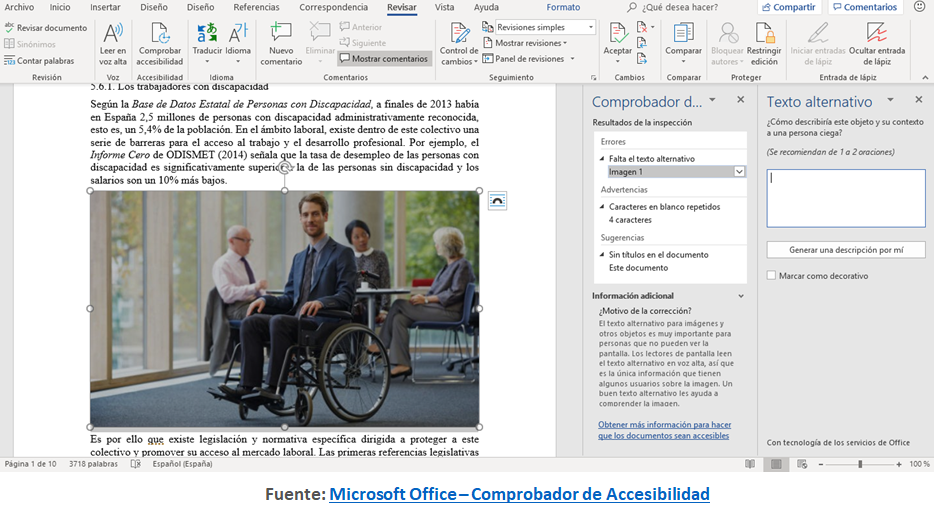 Archivo Inicio Insertar Diseño Diseño Referencias Correspondencia Revisar Vista Ayuda Formato ¿Qué desea hacer? Compartir Comentarios
Revisar documento
Sinónimos
Contar palabras
Revisión
Leer en
voz alta
Voz
Comprobar
accesibilidad
Accesibilidad
Traducir
Idioma
Idioma
Nuevo
comentario
Eliminar
Anterior
Siguiente
Mostrar comentarios
Comentarios
Control de
cambios
Revisiones simples
Mostrar revisiones
Panel de revisiones
Seguimiento
Aceptar
Cambios
Comparar
Comparar
Bloquear
autores
Restringir
edición
Proteger
Iniciar entradas
de lápiz
Ocultar entrada
de lápiz
Entrada de lápiz
5.6.1. Los trabajadores con discapacidad
Según la Base de Datos Estatal de Personas con Discapacidad, a finales de 2013 había
en España 2,5 millones de personas con discapacidad administrativamente reconocida,
esto es, un 5,4% de la población. En el ámbito laboral, existe dentro de este colectivo una
serie de barreras para el acceso al trabajo y el desarrollo profesional. Por ejemplo, el
Informe Cero de ODISMET (2014) señala que la tasa de desempleo de las personas con
discapacidad es significativamente superior a la de las personas sin discapacidad y los
salarios son un 10% más bajos.
Es por ello que existe legislación y normativa específica dirigida a proteger a este
colectivo y promover su acceso al mercado laboral. Las primeras referencias legislativas
Comprobador d...
Resultados de la inspección
Errores
Falta el texto alternativo
Imagen 1
Advertencias
Caracteres en blanco repetidos
4 caracteres
Sugerencias
Sin títulos en el documento
Este documento
Información adicional
¿Motivo de la corrección?
El texto alternativo para imágenes y
otros objetos es muy importante para
personas que no pueden ver la
pantalla. Los lectores de pantalla leen
el texto alternativo en voz alta, así que
es la única información que tienen
algunos usuarios sobre la imagen. Un
buen texto alternativo les ayuda a
comprender la imagen.
Obtener más información para hacer
que los documentos sean accesibles
Texto alternativo
¿Cómo describiría este objeto y su contexto
a una persona ciega?
(Se recomiendan de 1 a 2 oraciones)
Generar una descripción por mí
Marcar como decorativo
Con tecnología de los servicios de Office
Página 1 de 10 3718 palabras Español (España) 100 %
Fuente: Microsoft Office – Comprobador de Accesibilidad